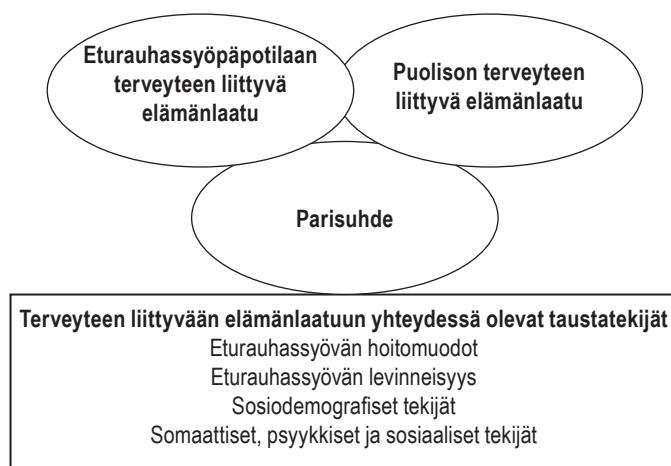 Eturauhassyöpäpotilaan
terveyteen liittyvä
elämänlaatu
Puolison terveyteen
liittyvä elämänlaatu
Parisuhde
Terveyteen liittyvään elämänlaatuun yhteydessä olevat taustatekijät
Eturauhassyövän hoitomuodot
Eturauhassyövän levinneisyys
Sosiodemografiset tekijät
Somaattiset, psyykkiset ja sosiaaliset tekijät